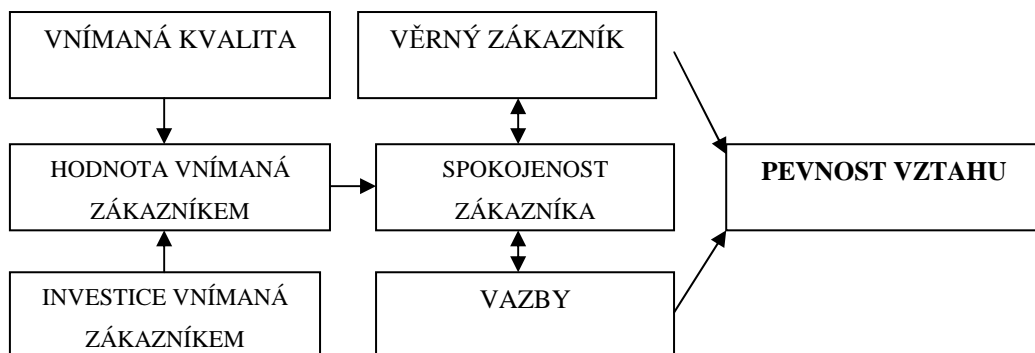 VNÍMANÁ KVALITA
VĚRNÝ ZÁKAZNÍK
HODNOTA VNÍMANÁ
ZÁKAZNÍKEM
SPOKOJENOST
ZÁKAZNÍKA
PEVNOST VZTAHU
INVESTICE VNÍMANÁ
ZÁKAZNÍKEM
VAZBY